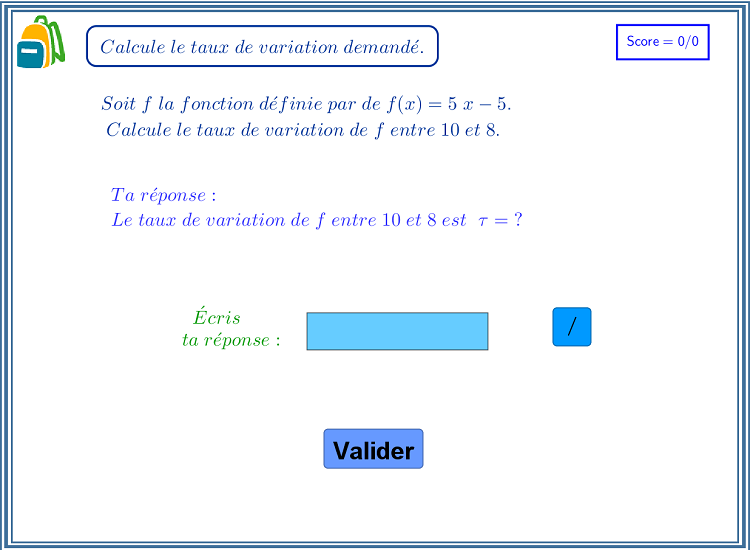 Calcule le taux de variation demandé.
Score = 0/0
Soit f la fonction définie par de f(x) = 5 x − 5.
Calcule le taux de variation de f entre 10 et 8.
Ta réponse :
Le taux de variation de f entre 10 et 8 est τ = ?
Écris
ta réponse :
/
Valider